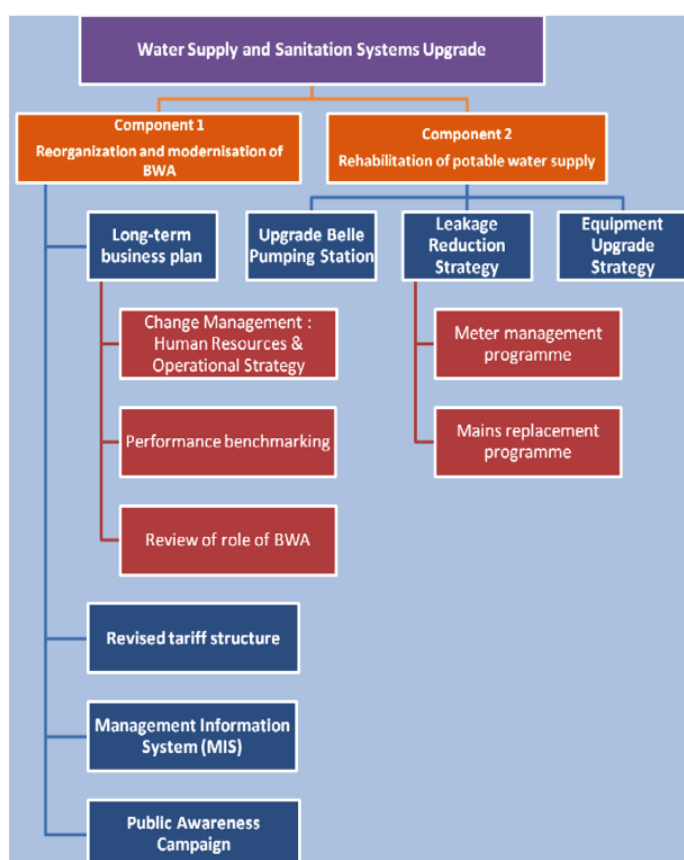 Water Supply and Sanitation Systems Upgrade
Component 1
Reorganization and modernisation of
BWA
Component 2
Rehabilitation of potable water supply
Long-term
business plan
Upgrade Belle
Pumping Station
Leakage
Reduction
Strategy
Equipment
Upgrade
Strategy
Change Management :
Human Resources &
Operational Strategy
Meter management
programme
Performance benchmarking
Mains replacement
programme
Review of role of BWA
Revised tariff structure
Management Information
System (MIS)
Public Awareness
Campaign